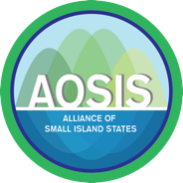 AOSIS
ALLIANCE OF
SMALL ISLAND STATES